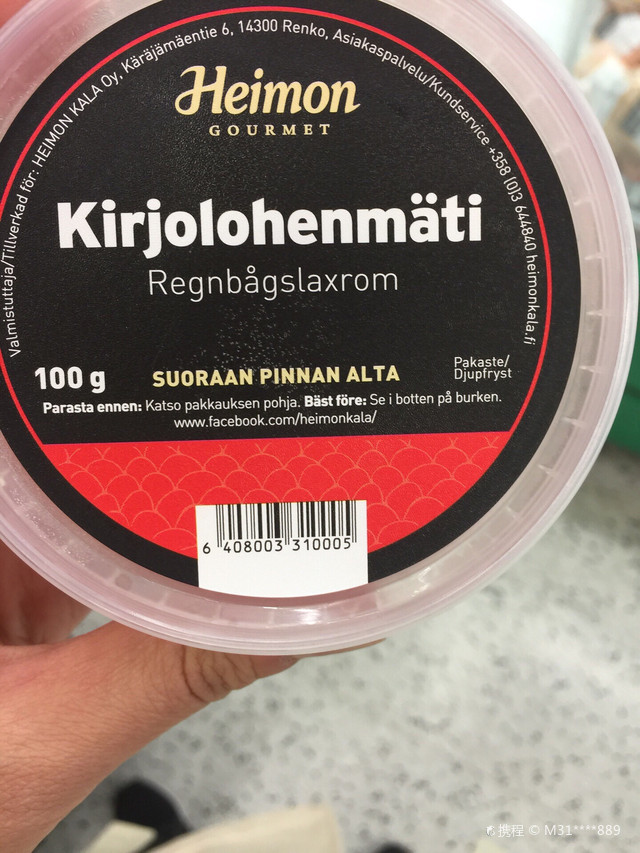 Valmistuttaja/Tillverkad för: HEIMON KALA Oy, Käräjämäentie 6, 14300 Renko, Asiakaspalvelu/Kundservice +358 (0)3 644840 heimonkala.fi
Heimon
GOURMET
Kirjolohenmäti
Regnbågslaxrom
100 g
SUORAAN PINNAN ALTA
Pakaste/
Djupfryst
Parasta ennen: Katso pakkauksen pohja. Bäst före: Se i botten på burken.
www.facebook.com/heimonkala/
6 408003 310005
携程 © M31****889